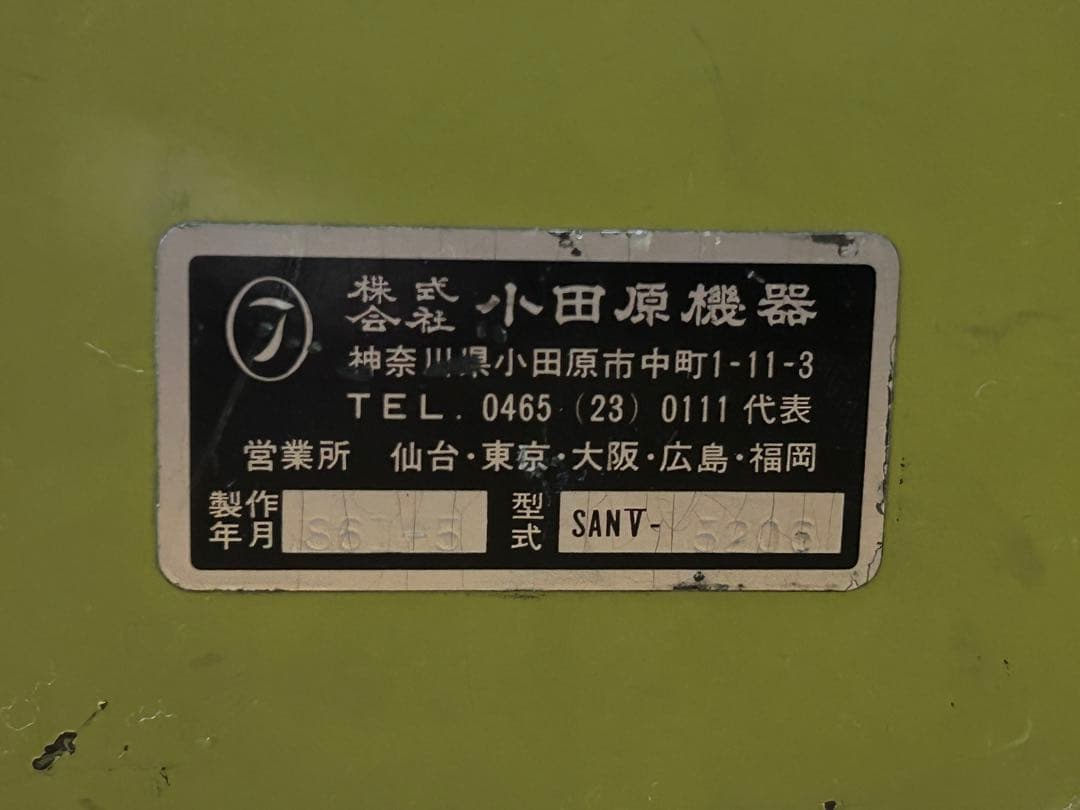 株式会社 小田原機器
神奈川県小田原市中町1-11-3
TEL. 0465 (23) 0111 代表
営業所 仙台・東京・大阪・広島・福岡
製作年月 型式 SANⅤ-